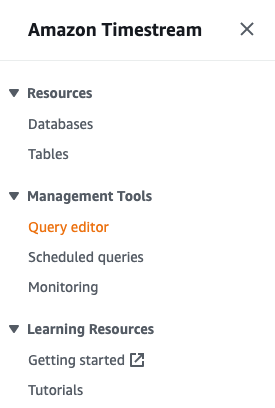 Amazon Timestream
Resources
Databases
Tables
Management Tools
Query editor
Scheduled queries
Monitoring
Learning Resources
Getting started
Tutorials